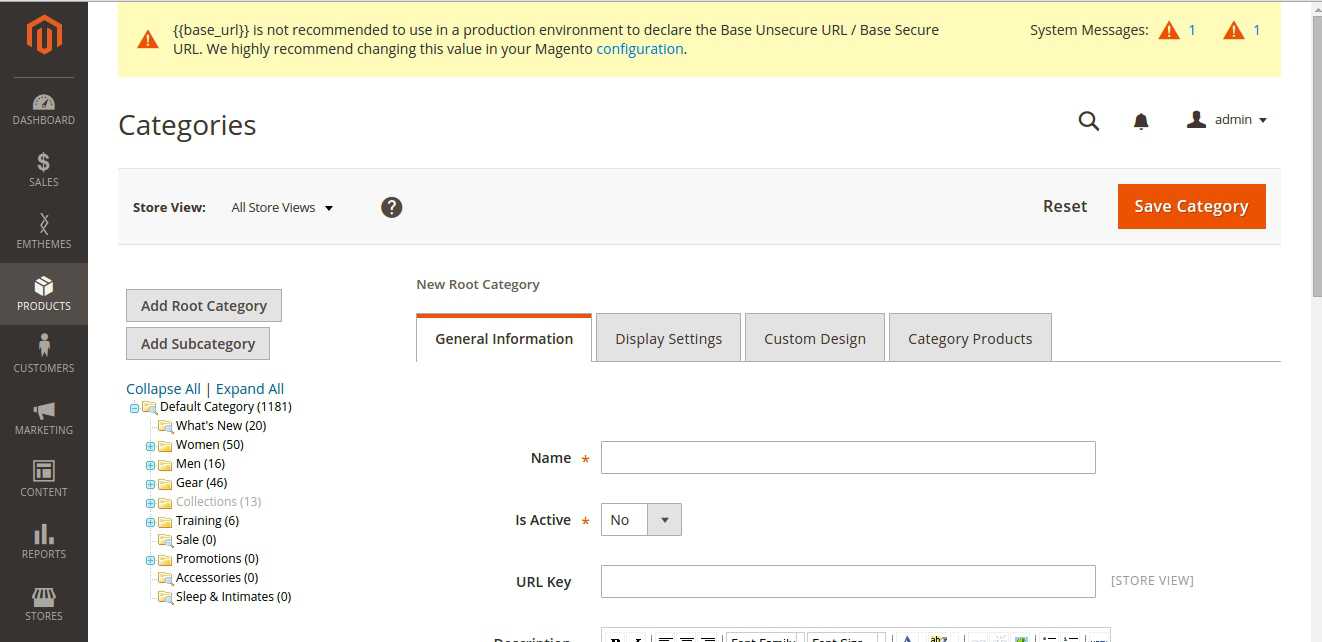 {{base_url}} is not recommended to use in a production environment to declare the Base Unsecure URL / Base Secure
URL. We highly recommend changing this value in your Magento configuration.
System Messages: 1 1
DASHBOARD
SALES
EMTHEMES
PRODUCTS
CUSTOMERS
MARKETING
CONTENT
REPORTS
STORES
Categories
admin
Store View: All Store Views ?
Reset
Save Category
Add Root Category
Add Subcategory
Collapse All | Expand All
Default Category (1181)
What's New (20)
Women (50)
Men (16)
Gear (46)
Collections (13)
Training (6)
Sale (0)
Promotions (0)
Accessories (0)
Sleep & Intimates (0)
New Root Category
General Information
Display Settings
Custom Design
Category Products
Name *
Is Active * No
URL Key [STORE VIEW]
Description B I Font Family Font Size